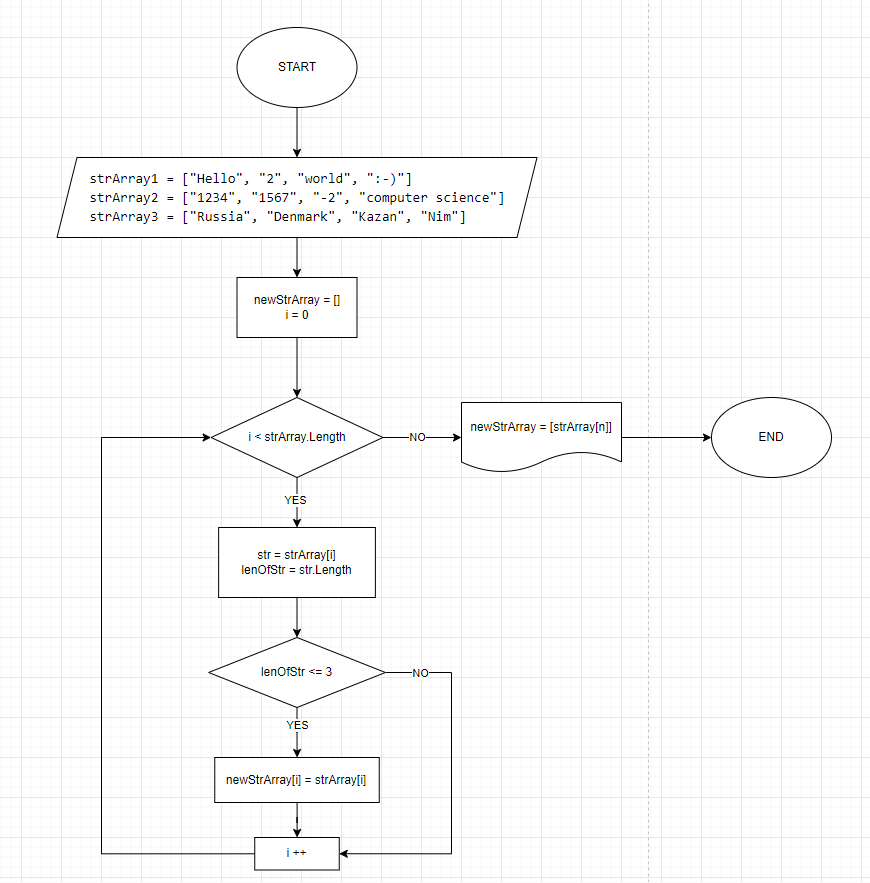 START
strArray1 = ["Hello", "2", "world", ":-)"]
strArray2 = ["1234", "1567", "-2", "computer science"]
strArray3 = ["Russia", "Denmark", "Kazan", "Nim"]
newStrArray = []
i = 0
i < strArray.Length
NO
newStrArray = [strArray[n]]
END
YES
str = strArray[i]
lenOfStr = str.Length
lenOfStr <= 3
NO
YES
newStrArray[i] = strArray[i]
i ++